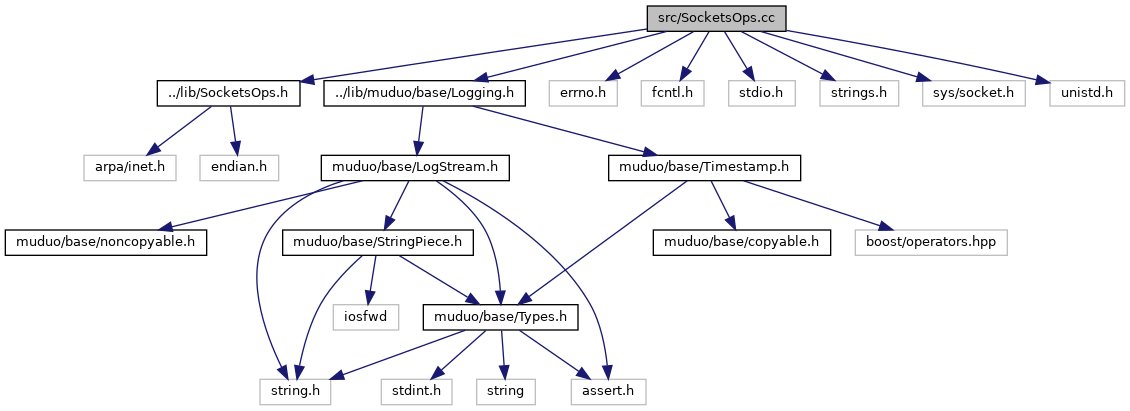 src/SocketsOps.cc
../lib/SocketsOps.h
../lib/muduo/base/Logging.h
errno.h
fcntl.h
stdio.h
strings.h
sys/socket.h
unistd.h
arpa/inet.h
endian.h
muduo/base/LogStream.h
muduo/base/Timestamp.h
muduo/base/noncopyable.h
muduo/base/StringPiece.h
muduo/base/copyable.h
boost/operators.hpp
iosfwd
muduo/base/Types.h
string.h
stdint.h
string
assert.h